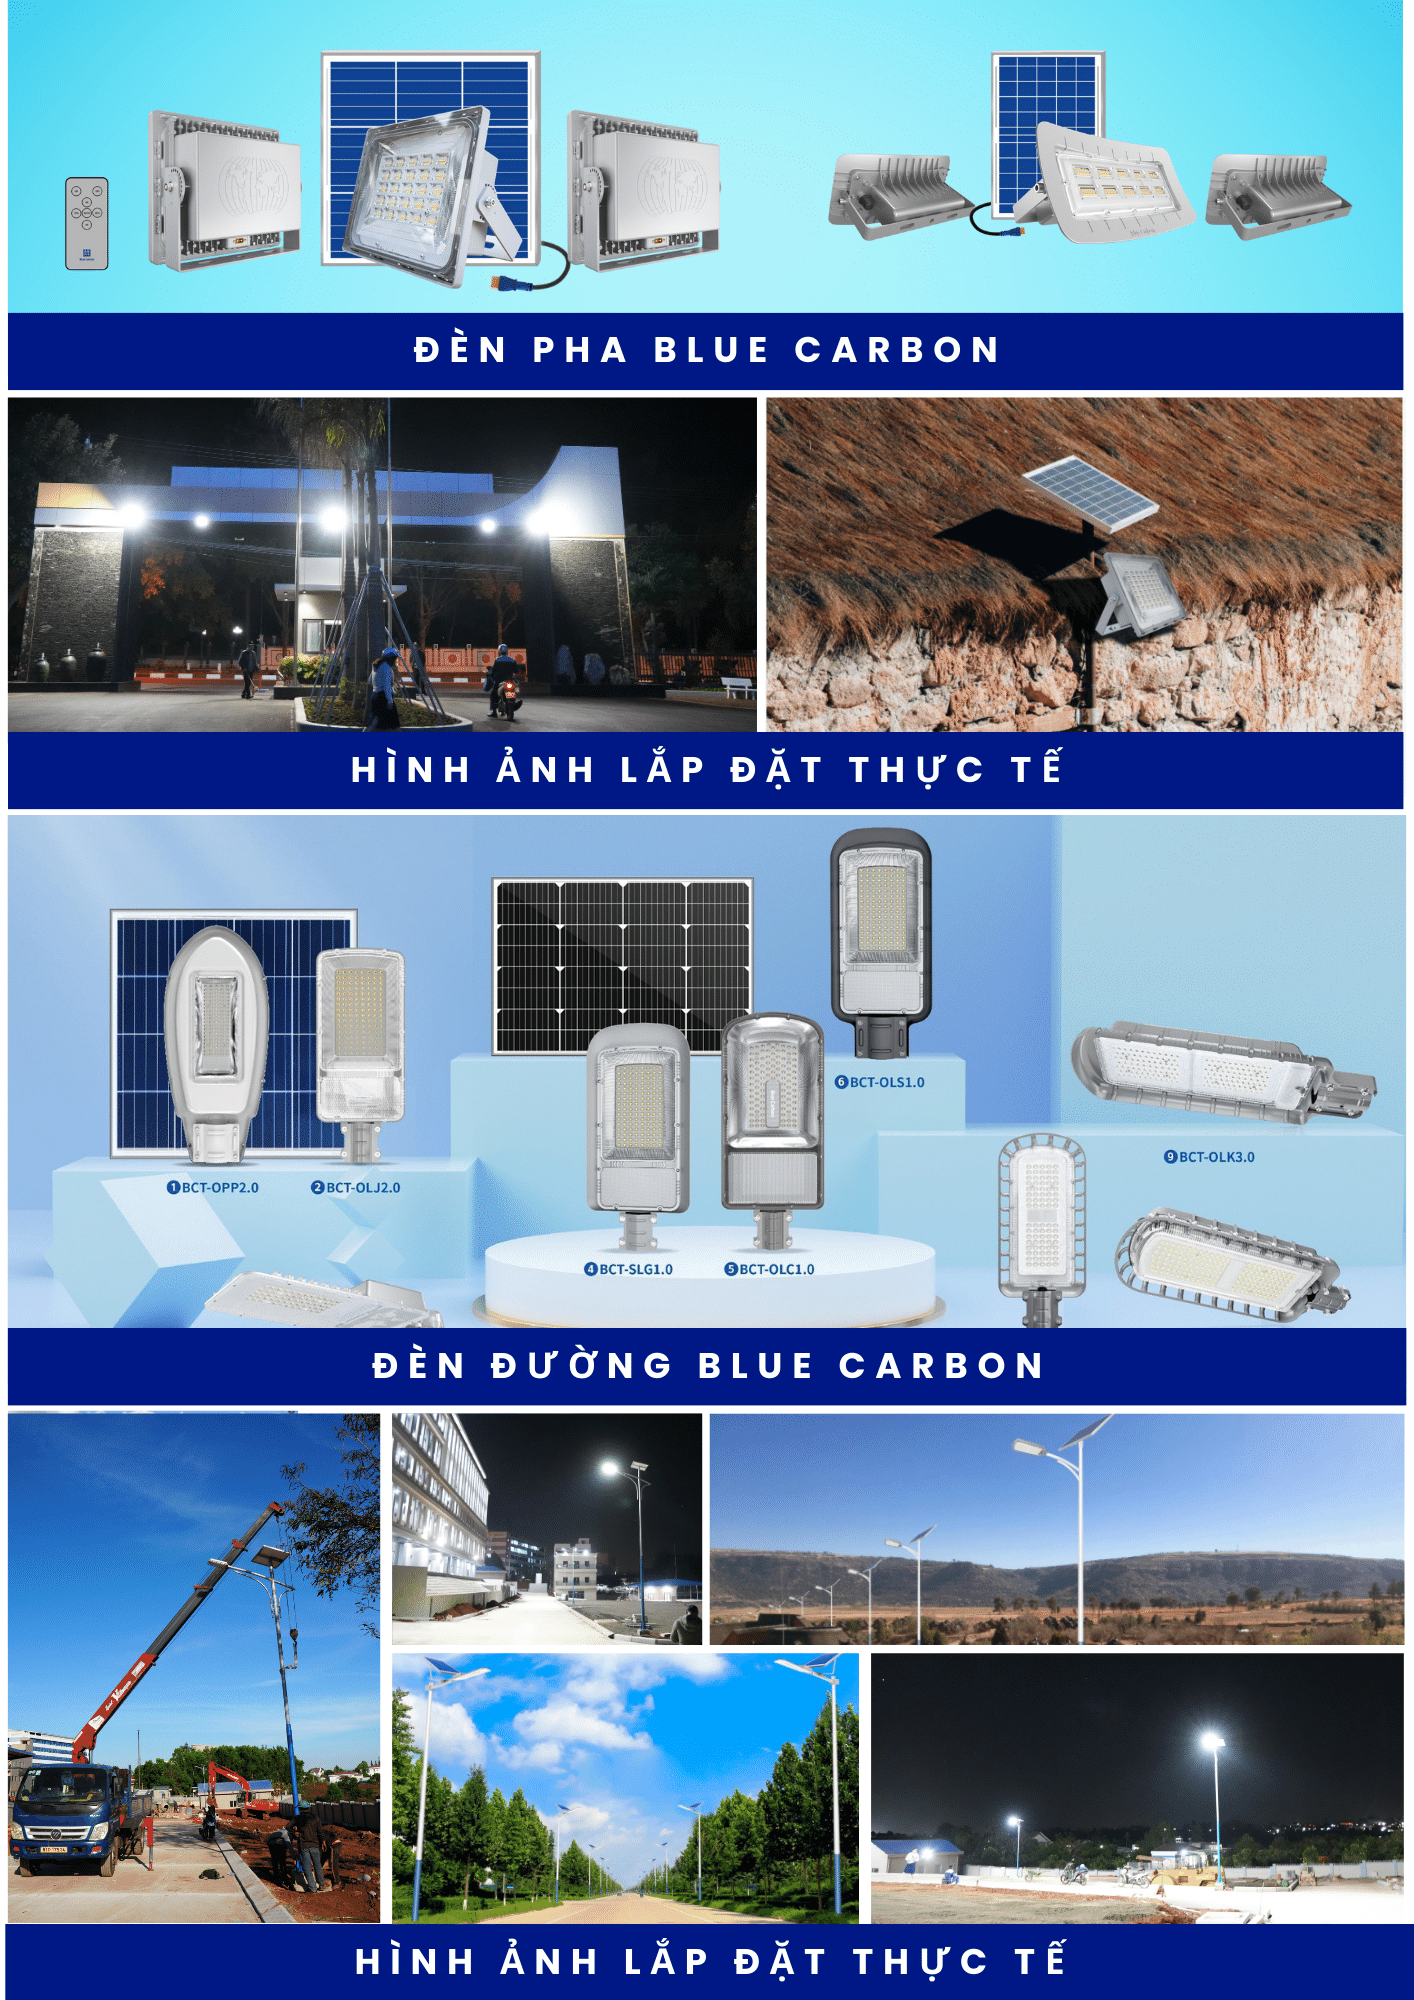 ĐÈN PHA BLUE CARBON
HÌNH ẢNH LẮP ĐẶT THỰC TẾ
❻BCT-OLS1.0
❾BCT-OLK3.0
❶BCT-OPP2.0
❷BCT-OLJ2.0
❹BCT-SLG1.0
❺BCT-OLC1.0
ĐÈN ĐƯỜNG BLUE CARBON
HÌNH ẢNH LẮP ĐẶT THỰC TẾ